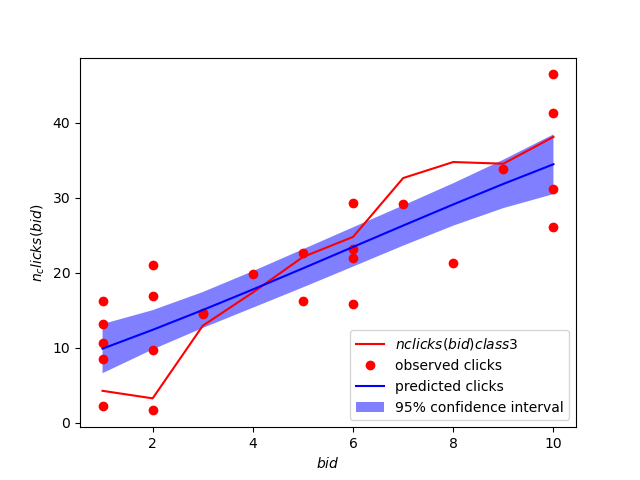 40
30
20
10
0
n_clicks(bid)
2 4 6 8 10
bid
nclicks(bid)class3
observed clicks
predicted clicks
95% confidence interval